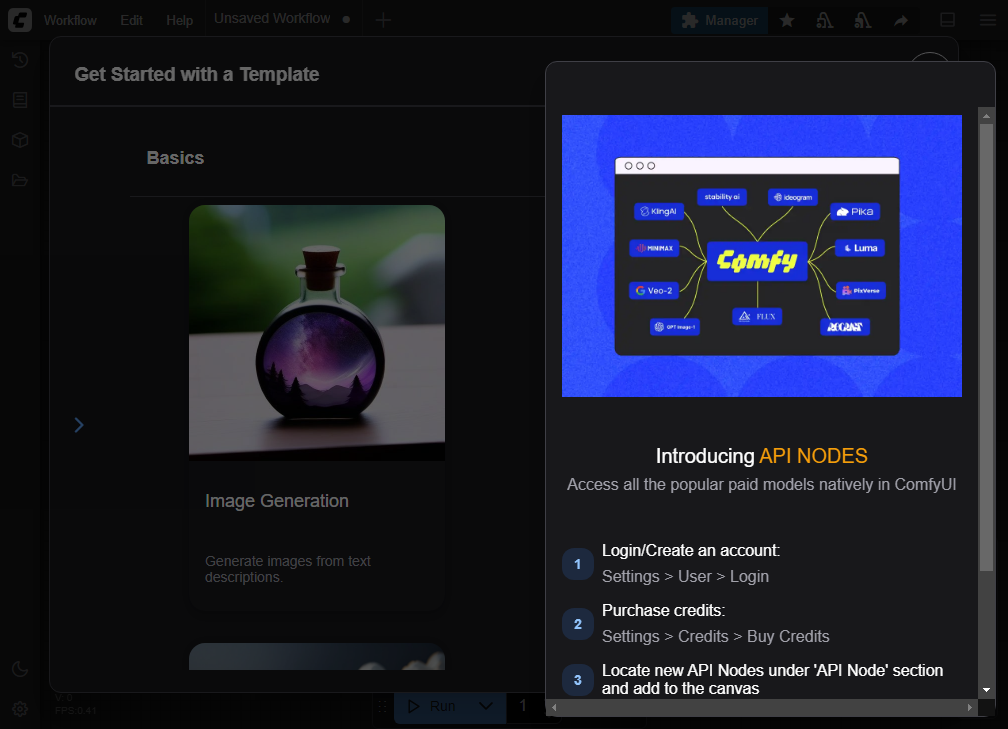 Workflow Edit Help Unsaved Workflow
Manager
Get Started with a Template
Basics
Image Generation
Generate images from text
descriptions.
stability ai
ideogram
KlingAI
Pika
MINIMAX
Comfy
Luma
Veo-2
PixVerse
FLUX
GPT Image-1
RECRAFT
Introducing API NODES
Access all the popular paid models natively in ComfyUI
1
Login/Create an account:
Settings > User > Login
2
Purchase credits:
Settings > Credits > Buy Credits
3
Locate new API Nodes under 'API Node' section
and add to the canvas
FPS:0.41
Run
1